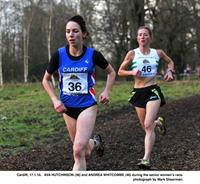 CARDIFF
36
46
Cardiff, 17.1.14. AVA HUTCHINSON (36) and ANDREA WHITCOMBE (46) during the senior women's race.
photograph by Mark Shearman.